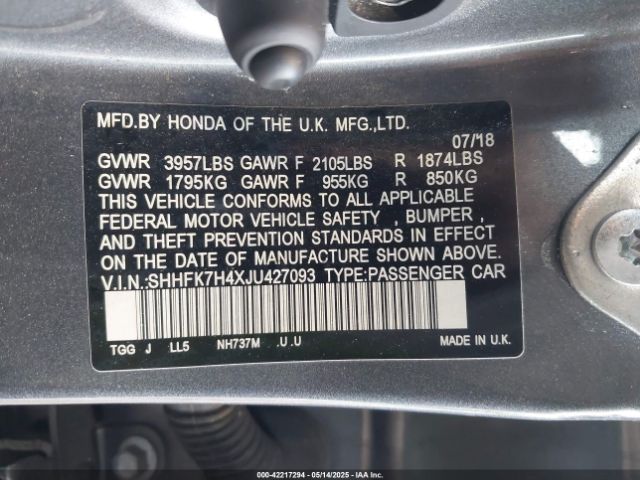 MFD.BY HONDA OF THE U.K. MFG.,LTD.
07/18
GVWR 3957LBS GAWR F 2105LBS R 1874LBS
GVWR 1795KG GAWR F 955KG R 850KG
THIS VEHICLE CONFORMS TO ALL APPLICABLE
FEDERAL MOTOR VEHICLE SAFETY , BUMPER ,
AND THEFT PREVENTION STANDARDS IN EFFECT
ON THE DATE OF MANUFACTURE SHOWN ABOVE.
V.I.N.:SHHFK7H4XJU427093 TYPE:PASSENGER CAR
TGG J LL5 NH737M .U .U MADE IN U.K.
000-42217294 - 05/14/2025 - IAA Inc.